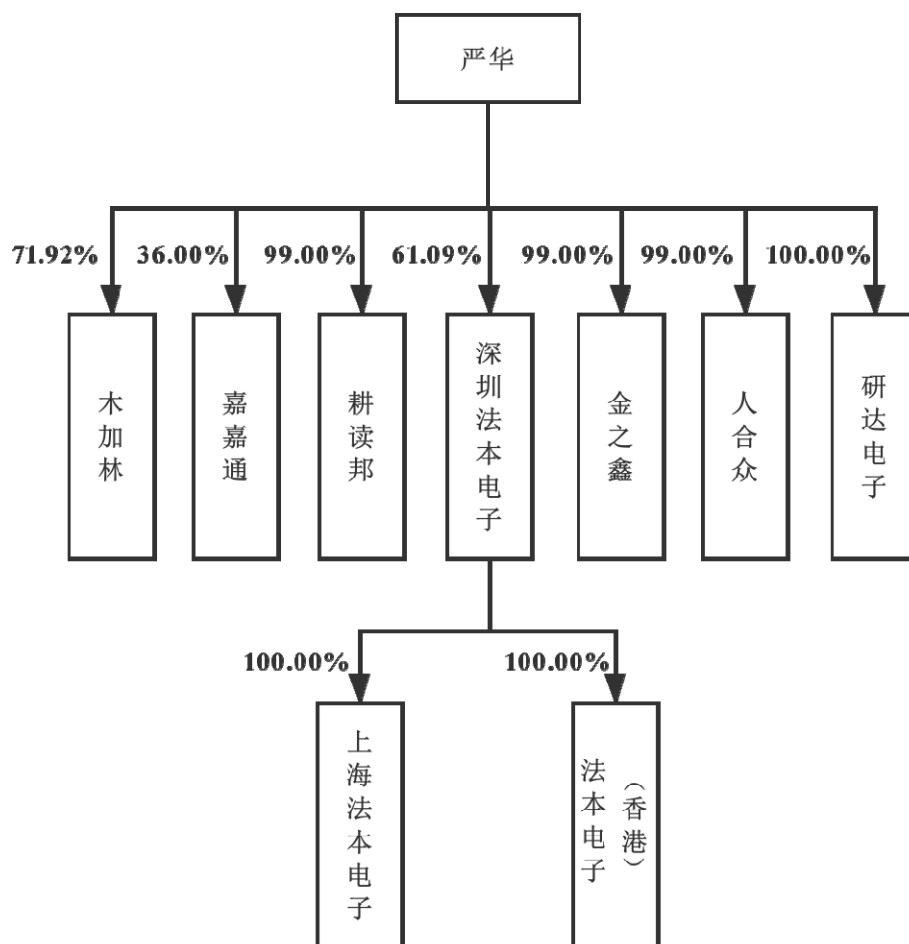 严华
71.92%
36.00%
99.00%
61.09%
99.00%
99.00%
100.00%
木加林
嘉嘉通
耕读邦
深圳法本电子
金之鑫
人合众
研达电子
100.00%
100.00%
上海法本电子
法本电子
（香港）